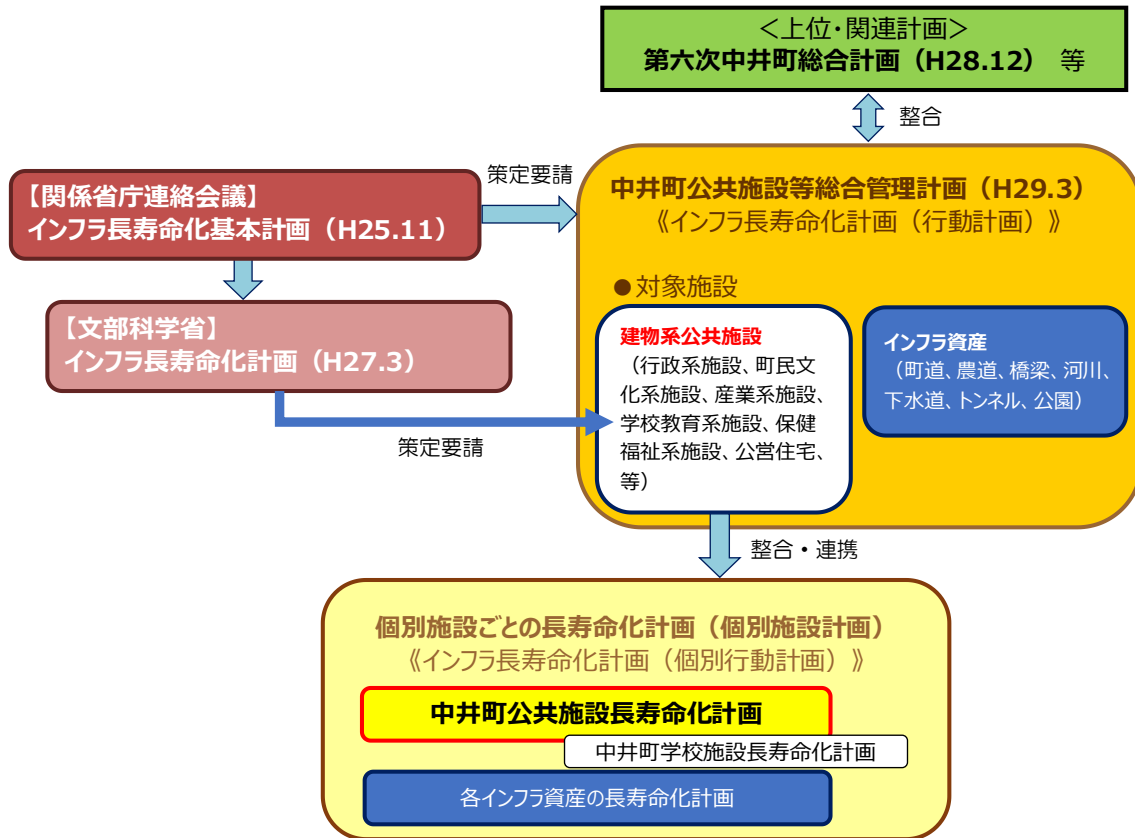 ＜上位・関連計画＞
第六次中井町総合計画（H28.12）　等
整合
策定要請
【関係省庁連絡会議】
インフラ長寿命化基本計画（H25.11）
中井町公共施設等総合管理計画（H29.3）
《インフラ長寿命化計画（行動計画）》
●対象施設
【文部科学省】
インフラ長寿命化計画（H27.3）
建物系公共施設
（行政系施設、町民文
化系施設、産業系施設、
学校教育系施設、保健
福祉系施設、公営住宅、
等）
インフラ資産
（町道、農道、橋梁、河川、
下水道、トンネル、公園）
策定要請
整合・連携
個別施設ごとの長寿命化計画（個別施設計画）
《インフラ長寿命化計画（個別行動計画）》
中井町公共施設長寿命化計画
中井町学校施設長寿命化計画
各インフラ資産の長寿命化計画